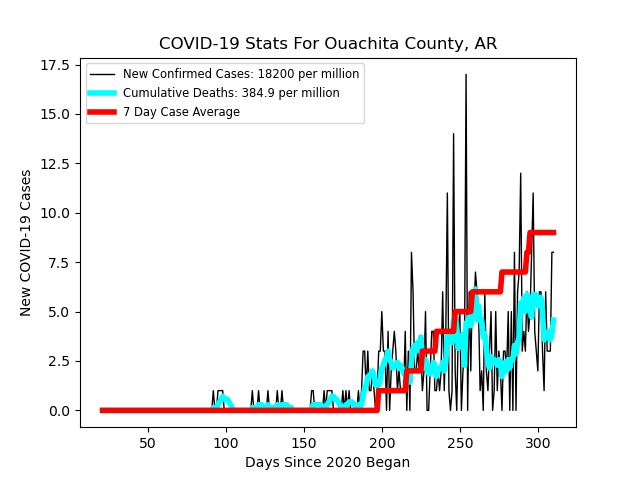 COVID-19 Stats For Ouachita County, AR
17.5
15.0
12.5
10.0
7.5
5.0
2.5
0.0
New COVID-19 Cases
New Confirmed Cases: 18200 per million
Cumulative Deaths: 384.9 per million
7 Day Case Average
50 100 150 200 250 300
Days Since 2020 Began